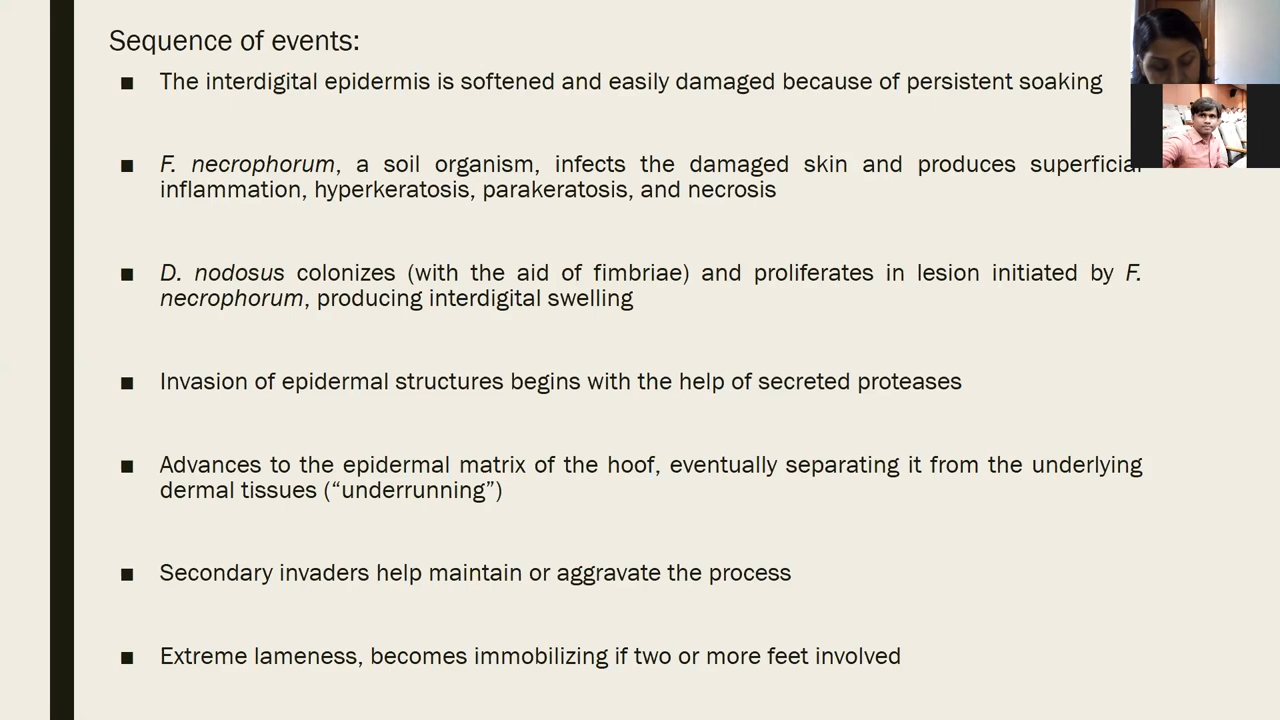 Sequence of events:
■ The interdigital epidermis is softened and easily damaged because of persistent soaking
■ F. necrophorum, a soil organism, infects the damaged skin and produces superficial
inflammation, hyperkeratosis, parakeratosis, and necrosis
■ D. nodosus colonizes (with the aid of fimbriae) and proliferates in lesion initiated by F.
necrophorum, producing interdigital swelling
■ Invasion of epidermal structures begins with the help of secreted proteases
■ Advances to the epidermal matrix of the hoof, eventually separating it from the underlying
dermal tissues (“underrunning”)
■ Secondary invaders help maintain or aggravate the process
■ Extreme lameness, becomes immobilizing if two or more feet involved